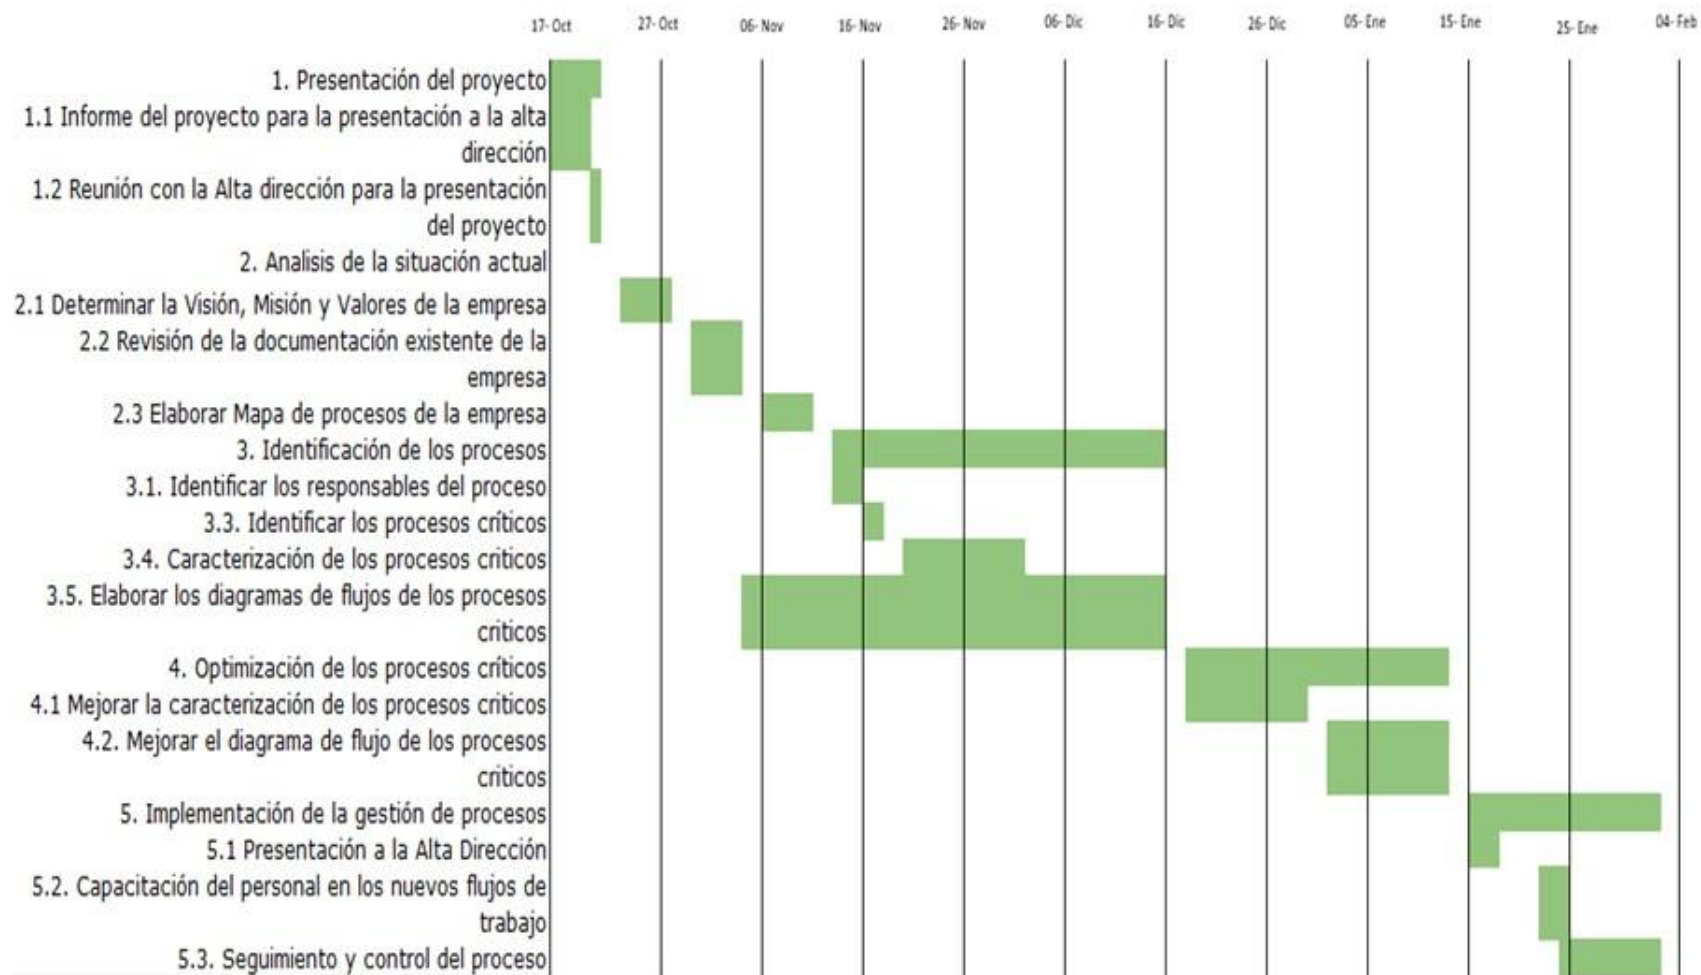 17- Oct 27- Oct 06- Nov 16- Nov 26- Nov 06- Dic 16- Dic 26- Dic 05- Ene 15- Ene 25- Ene 04- Feb
1. Presentación del proyecto
1.1 Informe del proyecto para la presentación a la alta
dirección
1.2 Reunión con la Alta dirección para la presentación
del proyecto
2. Analisis de la situación actual
2.1 Determinar la Visión, Misión y Valores de la empresa
2.2 Revisión de la documentación existente de la
empresa
2.3 Elaborar Mapa de procesos de la empresa
3. Identificación de los procesos
3.1. Identificar los responsables del proceso
3.3. Identificar los procesos críticos
3.4. Caracterización de los procesos criticos
3.5. Elaborar los diagramas de flujos de los procesos
criticos
4. Optimización de los procesos críticos
4.1 Mejorar la caracterización de los procesos criticos
4.2. Mejorar el diagrama de flujo de los procesos
criticos
5. Implementación de la gestión de procesos
5.1 Presentación a la Alta Dirección
5.2. Capacitación del personal en los nuevos flujos de
trabajo
5.3. Seguimiento y control del proceso